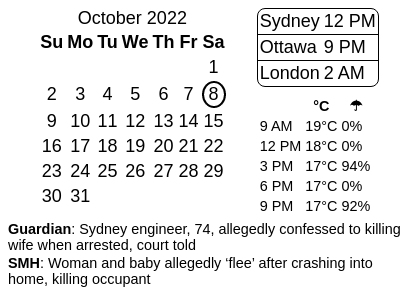 October 2022
Su Mo Tu We Th Fr Sa
1
2 3 4 5 6 7 8
9 10 11 12 13 14 15
16 17 18 19 20 21 22
23 24 25 26 27 28 29
30 31
Sydney 12 PM
Ottawa 9 PM
London 2 AM
°C ☂
9 AM 19°C 0%
12 PM 18°C 0%
3 PM 17°C 94%
6 PM 17°C 0%
9 PM 17°C 92%
Guardian: Sydney engineer, 74, allegedly confessed to killing
wife when arrested, court told
SMH: Woman and baby allegedly ‘flee’ after crashing into
home, killing occupant